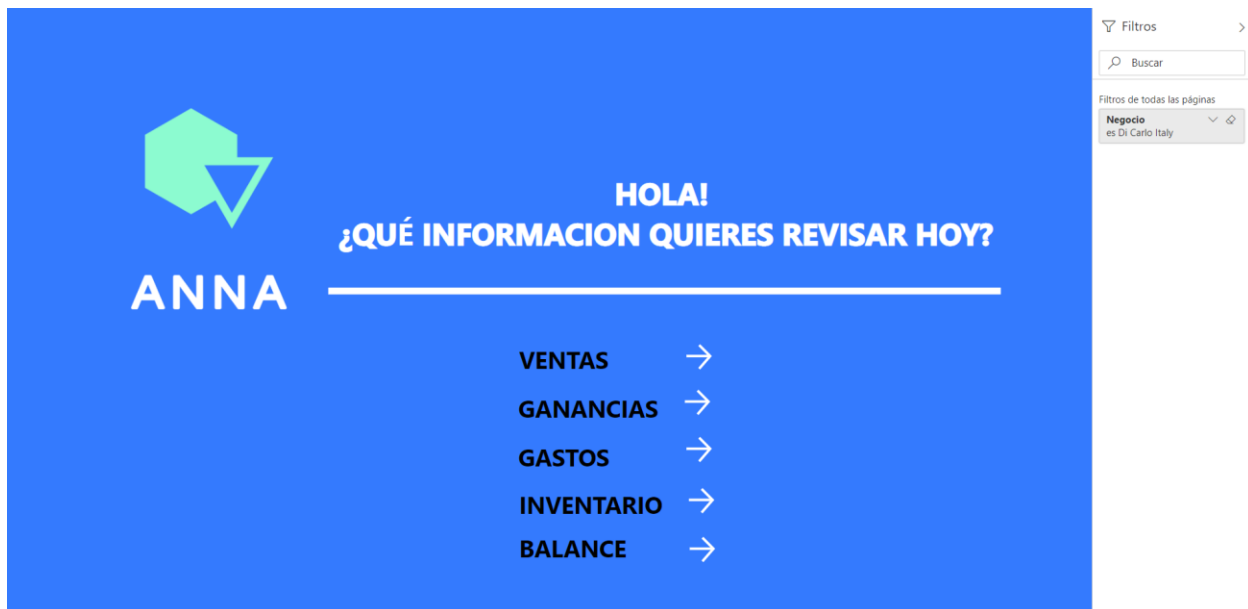 HOLA!
¿QUÉ INFORMACION QUIERES REVISAR HOY?
ANNA
VENTAS
GANANCIAS
GASTOS
INVENTARIO
BALANCE
Filtros
Buscar
Filtros de todas las páginas
Negocio
es Di Carlo Italy